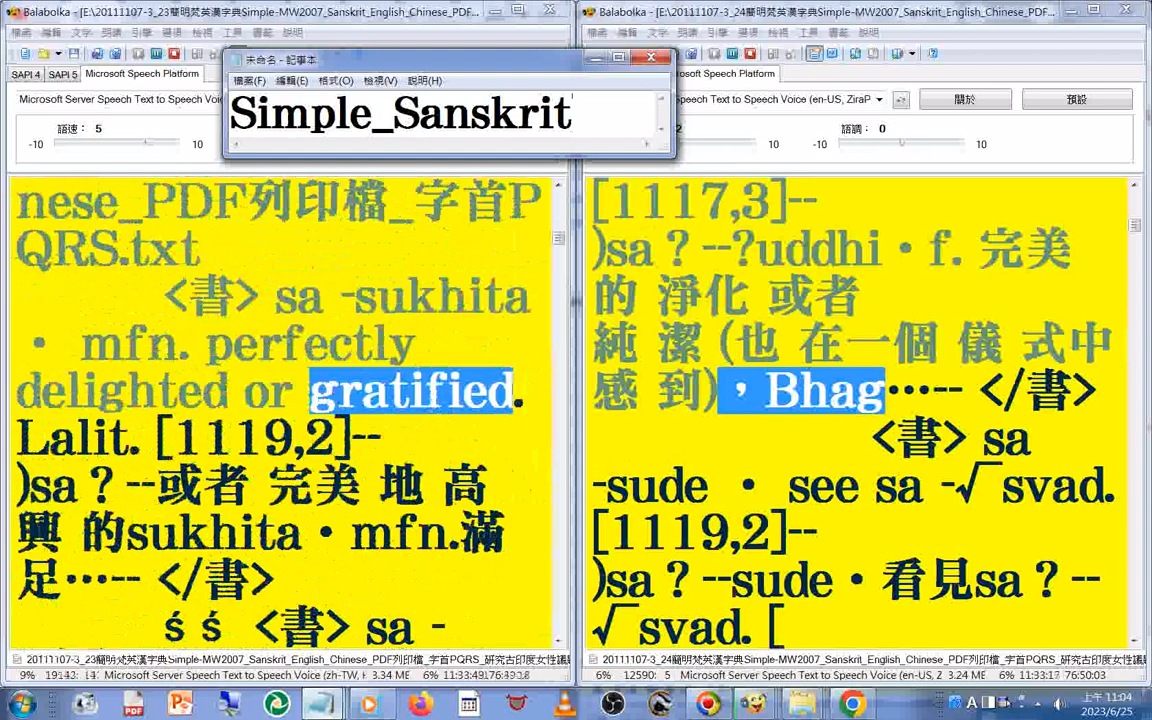 Balabolka - [E:\20111107-3_23簡明梵英漢字典Simple-MW2007_Sanskrit_English_Chinese_PDF...
Balabolka - [E:\20111107-3_24簡明梵英漢字典Simple-MW2007_Sanskrit_English_Chinese_PDF...
未命名 - 記事本
檔案(F) 編輯(E) 格式(O) 檢視(V) 說明(H)
Simple_Sanskrit
SAPI 4 SAPI 5 Microsoft Speech Platform
Speech Platform
Microsoft Server Speech Text to Speech Voi
Speech Text to Speech Voice (en-US, ZiraP
關於
預設
語速: 5
-10 10
2
10
語調: 0
-10 10
nese_PDF列印檔_字首P
QRS.txt
<書> sa -sukhita
• mfn. perfectly
delighted or gratified.
Lalit. [1119,2]--
)sa？--或者 完美 地 高
興 的sukhita・mfn.滿
足…-- </書>
ś ś <書> sa -
[1117,3]--
)sa？--?uddhi・f. 完美
的 淨化 或者
純 潔 (也 在一個 儀 式中
感 到)，Bhag…-- </書>
<書> sa
-sude • see sa -√svad.
[1119,2]--
)sa？--sude・看見sa？--
√svad. [
20111107-3_23簡明梵英漢字典Simple-MW2007_Sanskrit_English_Chinese_PDF列印檔_字首PQRS_研究古印度女性議
20111107-3_24簡明梵英漢字典Simple-MW2007_Sanskrit_English_Chinese_PDF列印檔_字首PQRS_研究古印度女性議
9% Microsoft Server Speech Text to Speech Voice (zh-TW, 3.34 MB 6%
6% Microsoft Server Speech Text to Speech Voice (en-US, Z 3.24 MB 6% 76:50:03
上午 11:04
2023/6/25